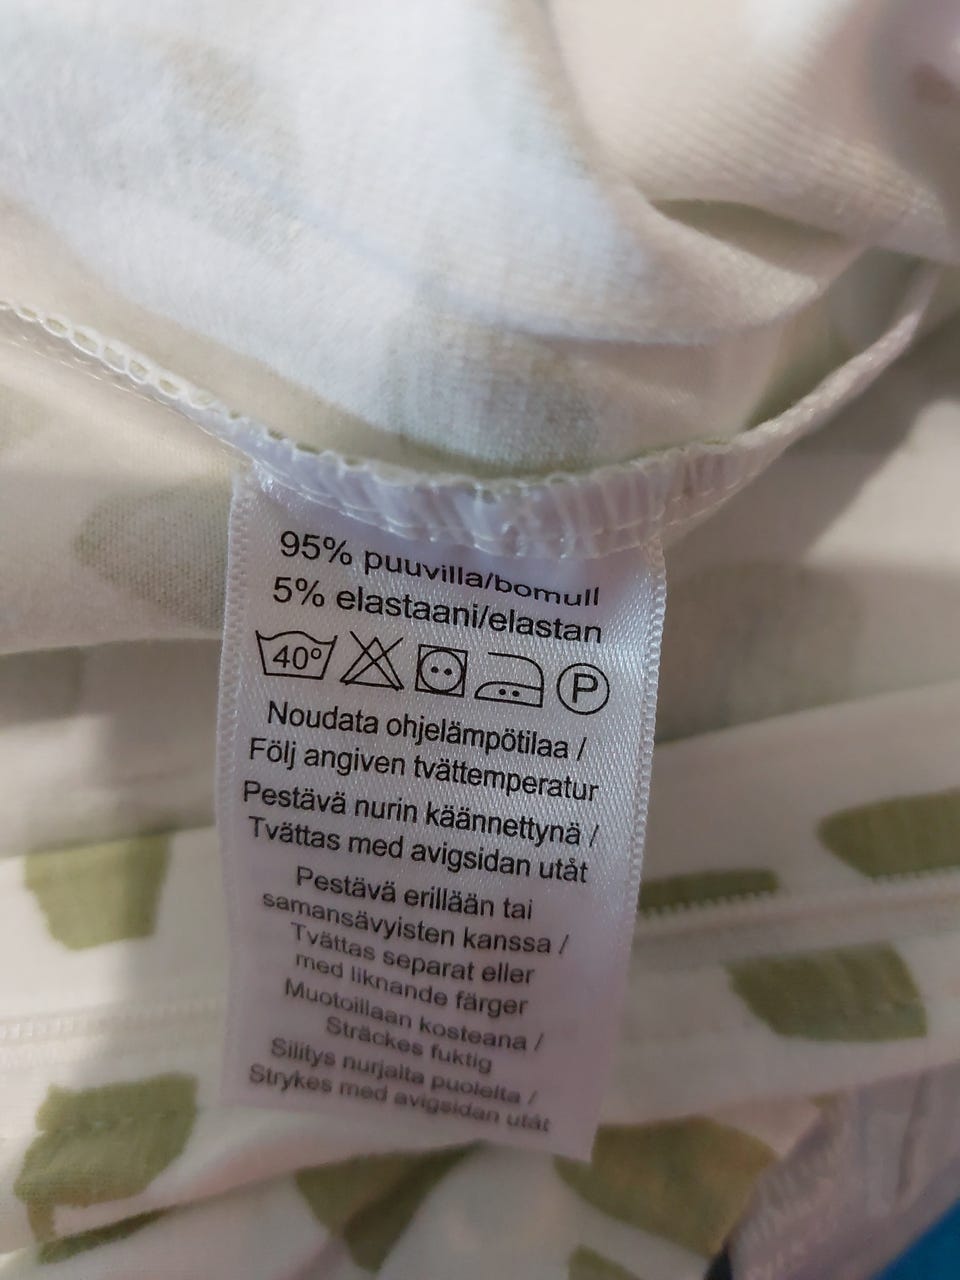 95% puuvilla/bomull
5% elastaani/elastan
40° P
Noudata ohjelämpötilaa /
Följ angiven tvättemperatur
Pestävä nurin käännettynä /
Tvättas med avigsidan utåt
Pestävä erillään tai
samansävyisten kanssa /
Tvättas separat eller
med liknande färger
Muotoillaan kosteana /
Sträckes fuktig
Silitys nurjalta puolelta /
Strykes med avigsidan utåt